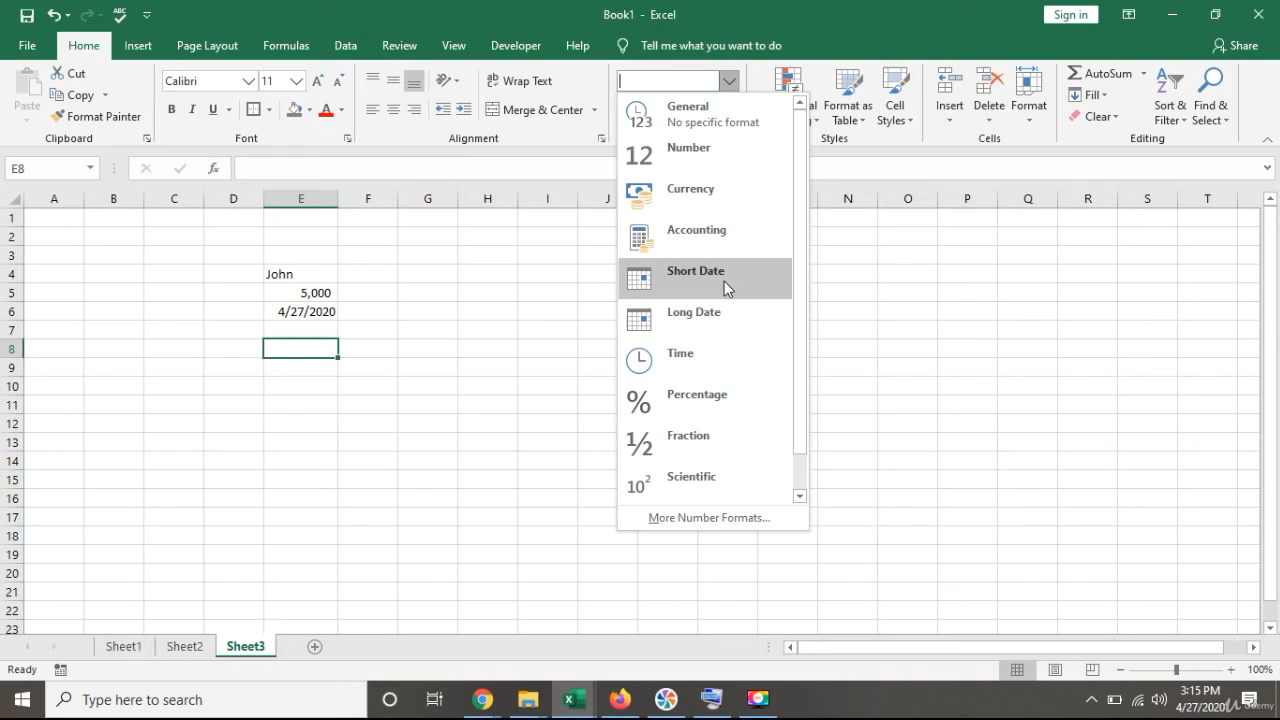 Book1 - Excel
Sign in
File Home Insert Page Layout Formulas Data Review View Developer Help Tell me what you want to do Share
Paste
Cut
Copy
Format Painter
Clipboard
Calibri 11
B I U
Font
Wrap Text
Merge & Center
Alignment
General
No specific format
Number
Currency
Accounting
Short Date
Long Date
Time
Percentage
Fraction
Scientific
More Number Formats...
Format as
Table
Cell
Styles
Styles
Insert Delete Format
Cells
AutoSum
Fill
Clear
Sort &
Filter
Find &
Select
Editing
E8 fx
A B C D E F G H I J N O P Q R S T
1
2
3
4 John
5 5,000
6 4/27/2020
7
8
9
10
11
12
13
14
15
16
17
18
19
20
21
22
23
Sheet1 Sheet2 Sheet3
Ready 100%
Type here to search
3:15 PM
4/27/2020
Udemy